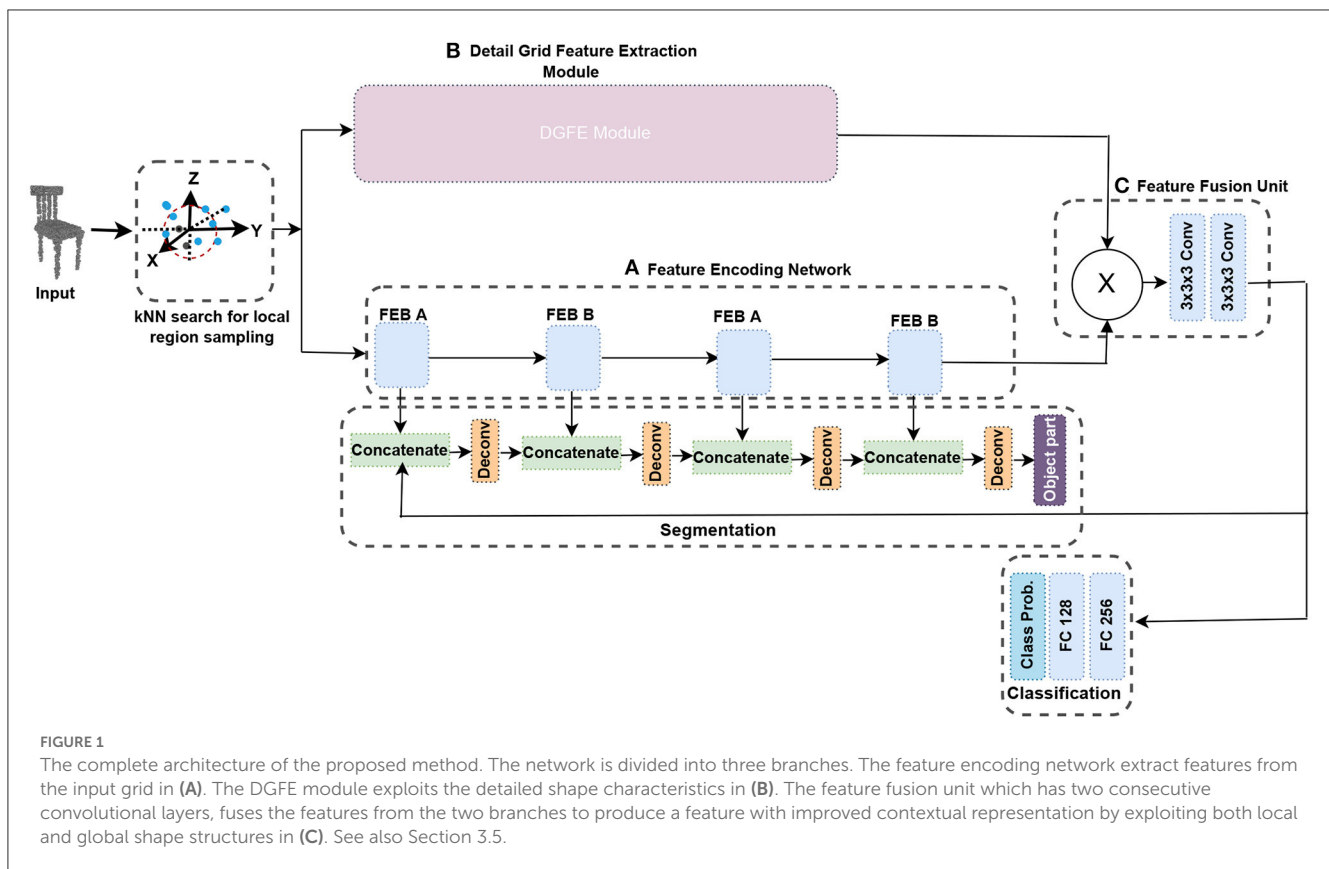 B Detail Grid Feature Extraction
Module
DGFE Module
C Feature Fusion Unit
X
3x3x3 Conv
3x3x3 Conv
Z
Y
X
Input
kNN search for local
region sampling
A Feature Encoding Network
FEB A
FEB B
FEB A
FEB B
Concatenate
Deconv
Concatenate
Deconv
Concatenate
Deconv
Concatenate
Deconv
Object part
Segmentation
Class Prob.
FC 128
FC 256
Classification
FIGURE 1
The complete architecture of the proposed method. The network is divided into three branches. The feature encoding network extract features from
the input grid in (A). The DGFE module exploits the detailed shape characteristics in (B). The feature fusion unit which has two consecutive
convolutional layers, fuses the features from the two branches to produce a feature with improved contextual representation by exploiting both local
and global shape structures in (C). See also Section 3.5.